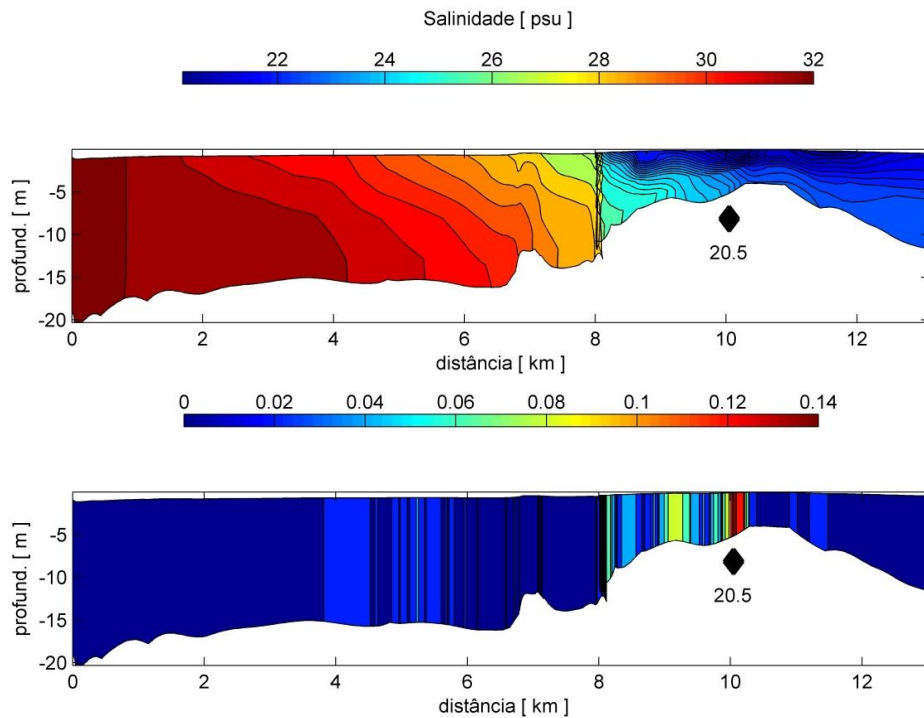 Salinidade [ psu ]
22 24 26 28 30 32
profund. [ m ]
-5
-10
-15
-20
20.5
0 2 4 6 8 10 12
distância [ km ]
0 0.02 0.04 0.06 0.08 0.1 0.12 0.14
profund. [ m ]
-5
-10
-15
-20
20.5
0 2 4 6 8 10 12
distância [ km ]